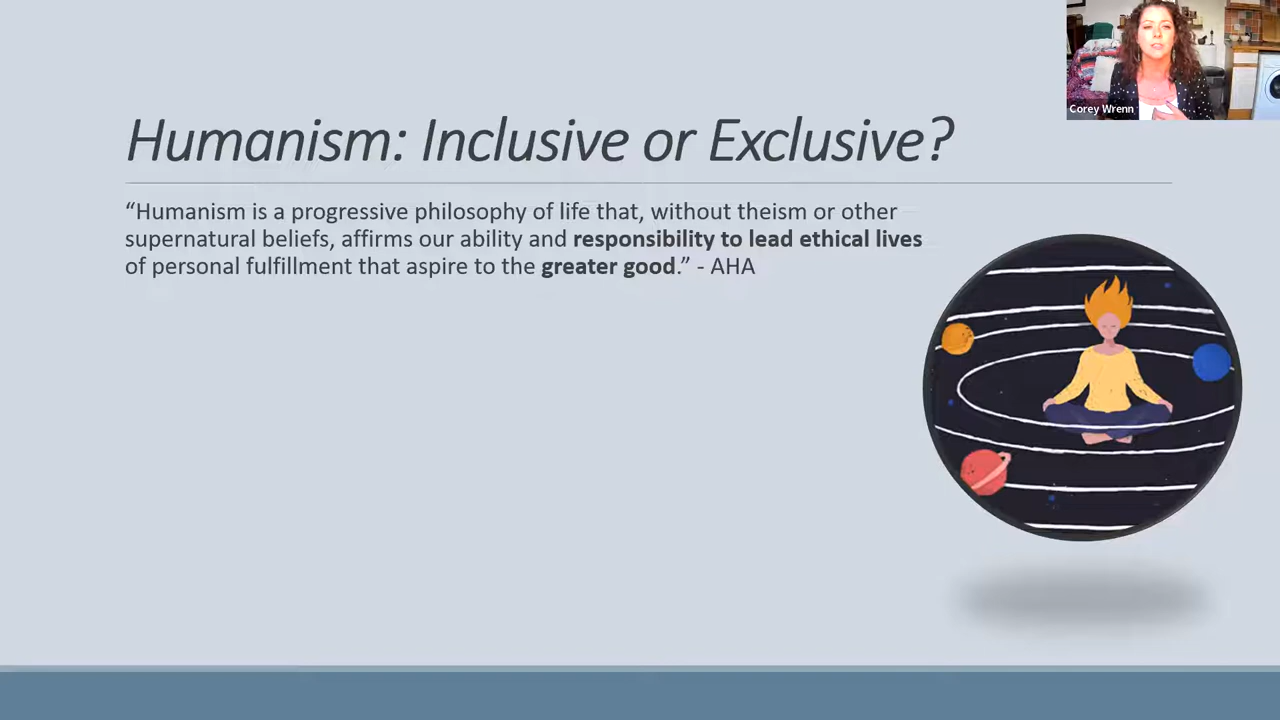 Corey Wrenn
Humanism: Inclusive or Exclusive?
“Humanism is a progressive philosophy of life that, without theism or other
supernatural beliefs, affirms our ability and responsibility to lead ethical lives
of personal fulfillment that aspire to the greater good.” - AHA